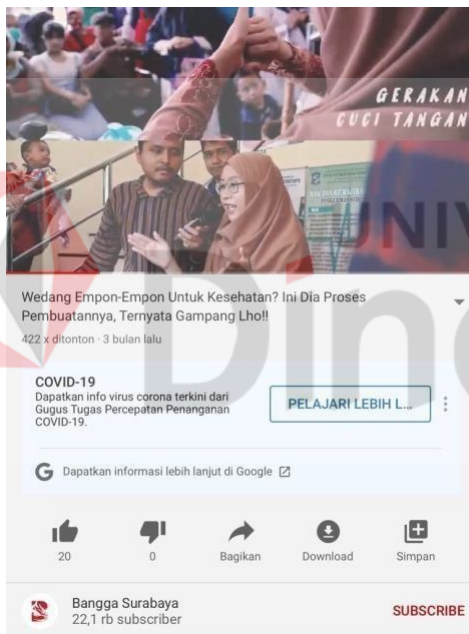 GERAKAN
CUCI TANGAN
UNIV
Din
Wedang Empon-Empon Untuk Kesehatan? Ini Dia Proses
Pembuatannya, Ternyata Gampang Lho!!
422 x ditonton · 3 bulan lalu
COVID-19
Dapatkan info virus corona terkini dari
Gugus Tugas Percepatan Penanganan
COVID-19.
PELAJARI LEBIH L...
Dapatkan informasi lebih lanjut di Google
20
0
Bagikan
Download
Simpan
Bangga Surabaya
22,1 rb subscriber
SUBSCRIBE